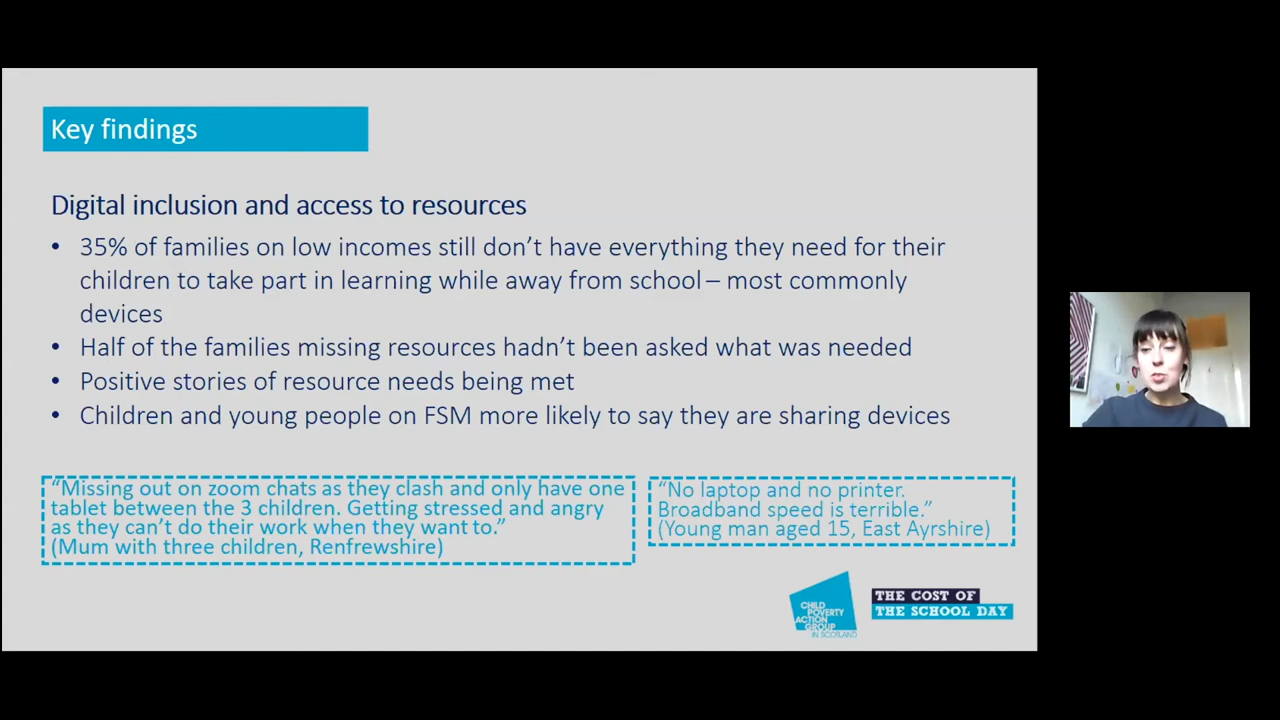 Key findings
Digital inclusion and access to resources
• 35% of families on low incomes still don’t have everything they need for their
children to take part in learning while away from school – most commonly
devices
• Half of the families missing resources hadn’t been asked what was needed
• Positive stories of resource needs being met
• Children and young people on FSM more likely to say they are sharing devices
“Missing out on zoom chats as they clash and only have one
tablet between the 3 children. Getting stressed and angry
as they can’t do their work when they want to.”
(Mum with three children, Renfrewshire)
“No laptop and no printer.
Broadband speed is terrible.”
(Young man aged 15, East Ayrshire)
CHILD
POVERTY
ACTION
GROUP
IN SCOTLAND
THE COST OF
THE SCHOOL DAY